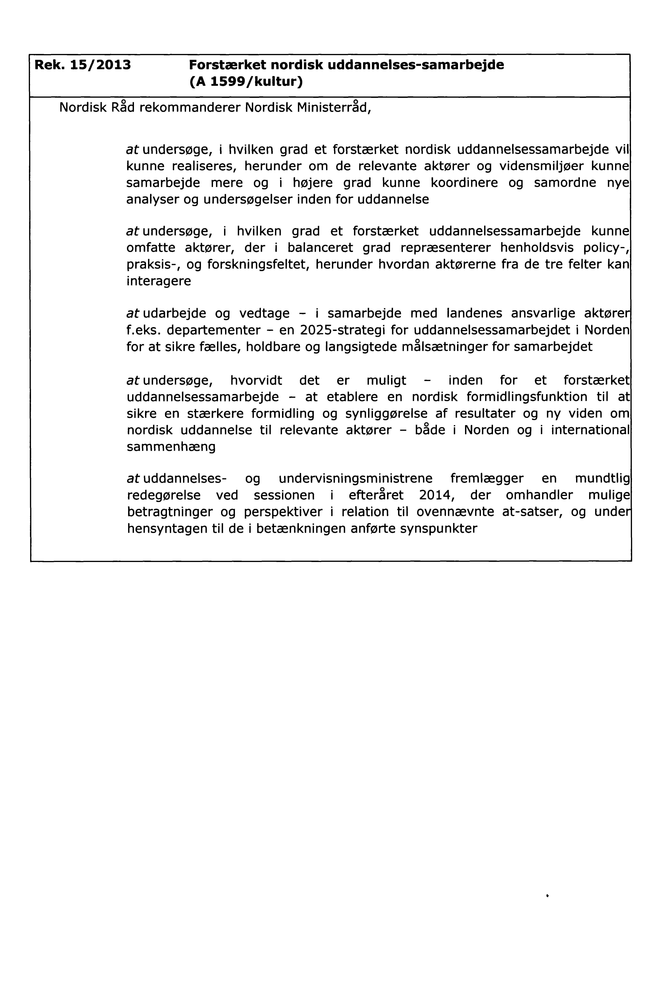 Rek. 15/2013 Forstærket nordisk uddannelses-samarbejde
(A 1599/kultur)
Nordisk Råd rekommanderer Nordisk Ministerråd,
at undersøge, i hvilken grad et forstærket nordisk uddannelsessamarbejde vil
kunne realiseres, herunder om de relevante aktører og vidensmiljøer kunne
samarbejde mere og i højere grad kunne koordinere og samordne nye
analyser og undersøgelser inden for uddannelse
at undersøge, i hvilken grad et forstærket uddannelsessamarbejde kunne
omfatte aktører, der i balanceret grad repræsenterer henholdsvis policy-,
praksis-, og forskningsfeltet, herunder hvordan aktørerne fra de tre felter kan
interagere
at udarbejde og vedtage – i samarbejde med landenes ansvarlige aktører
f.eks. departementer – en 2025-strategi for uddannelsessamarbejdet i Norden
for at sikre fælles, holdbare og langsigtede målsætninger for samarbejdet
at undersøge, hvorvidt det er muligt – inden for et forstærket
uddannelsessamarbejde – at etablere en nordisk formidlingsfunktion til at
sikre en stærkere formidling og synliggørelse af resultater og ny viden om
nordisk uddannelse til relevante aktører – både i Norden og i international
sammenhæng
at uddannelses- og undervisningsministrene fremlægger en mundtlig
redegørelse ved sessionen i efteråret 2014, der omhandler mulige
betragtninger og perspektiver i relation til ovennævnte at-satser, og under
hensyntagen til de i betænkningen anførte synspunkter